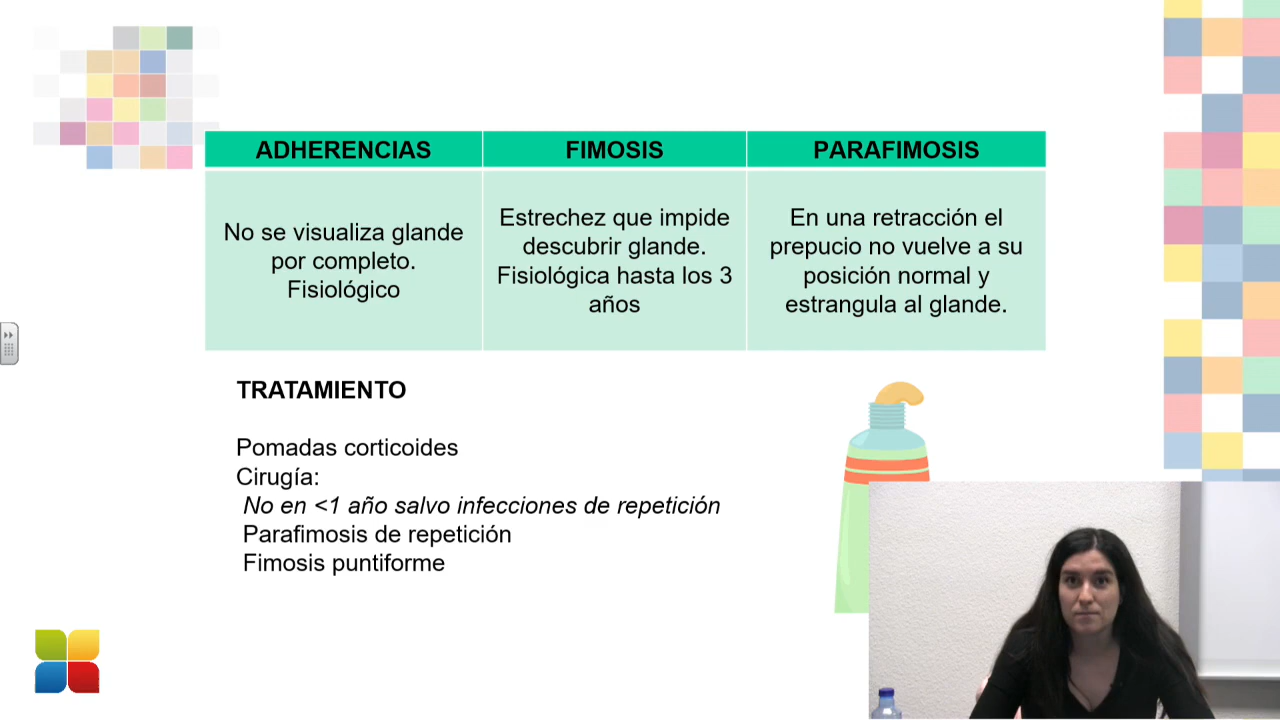 ADHERENCIAS
FIMOSIS
PARAFIMOSIS
No se visualiza glande
por completo.
Fisiológico
Estrechez que impide
descubrir glande.
Fisiológica hasta los 3
años
En una retracción el
prepucio no vuelve a su
posición normal y
estrangula al glande.
TRATAMIENTO
Pomadas corticoides
Cirugía:
No en <1 año salvo infecciones de repetición
Parafimosis de repetición
Fimosis puntiforme